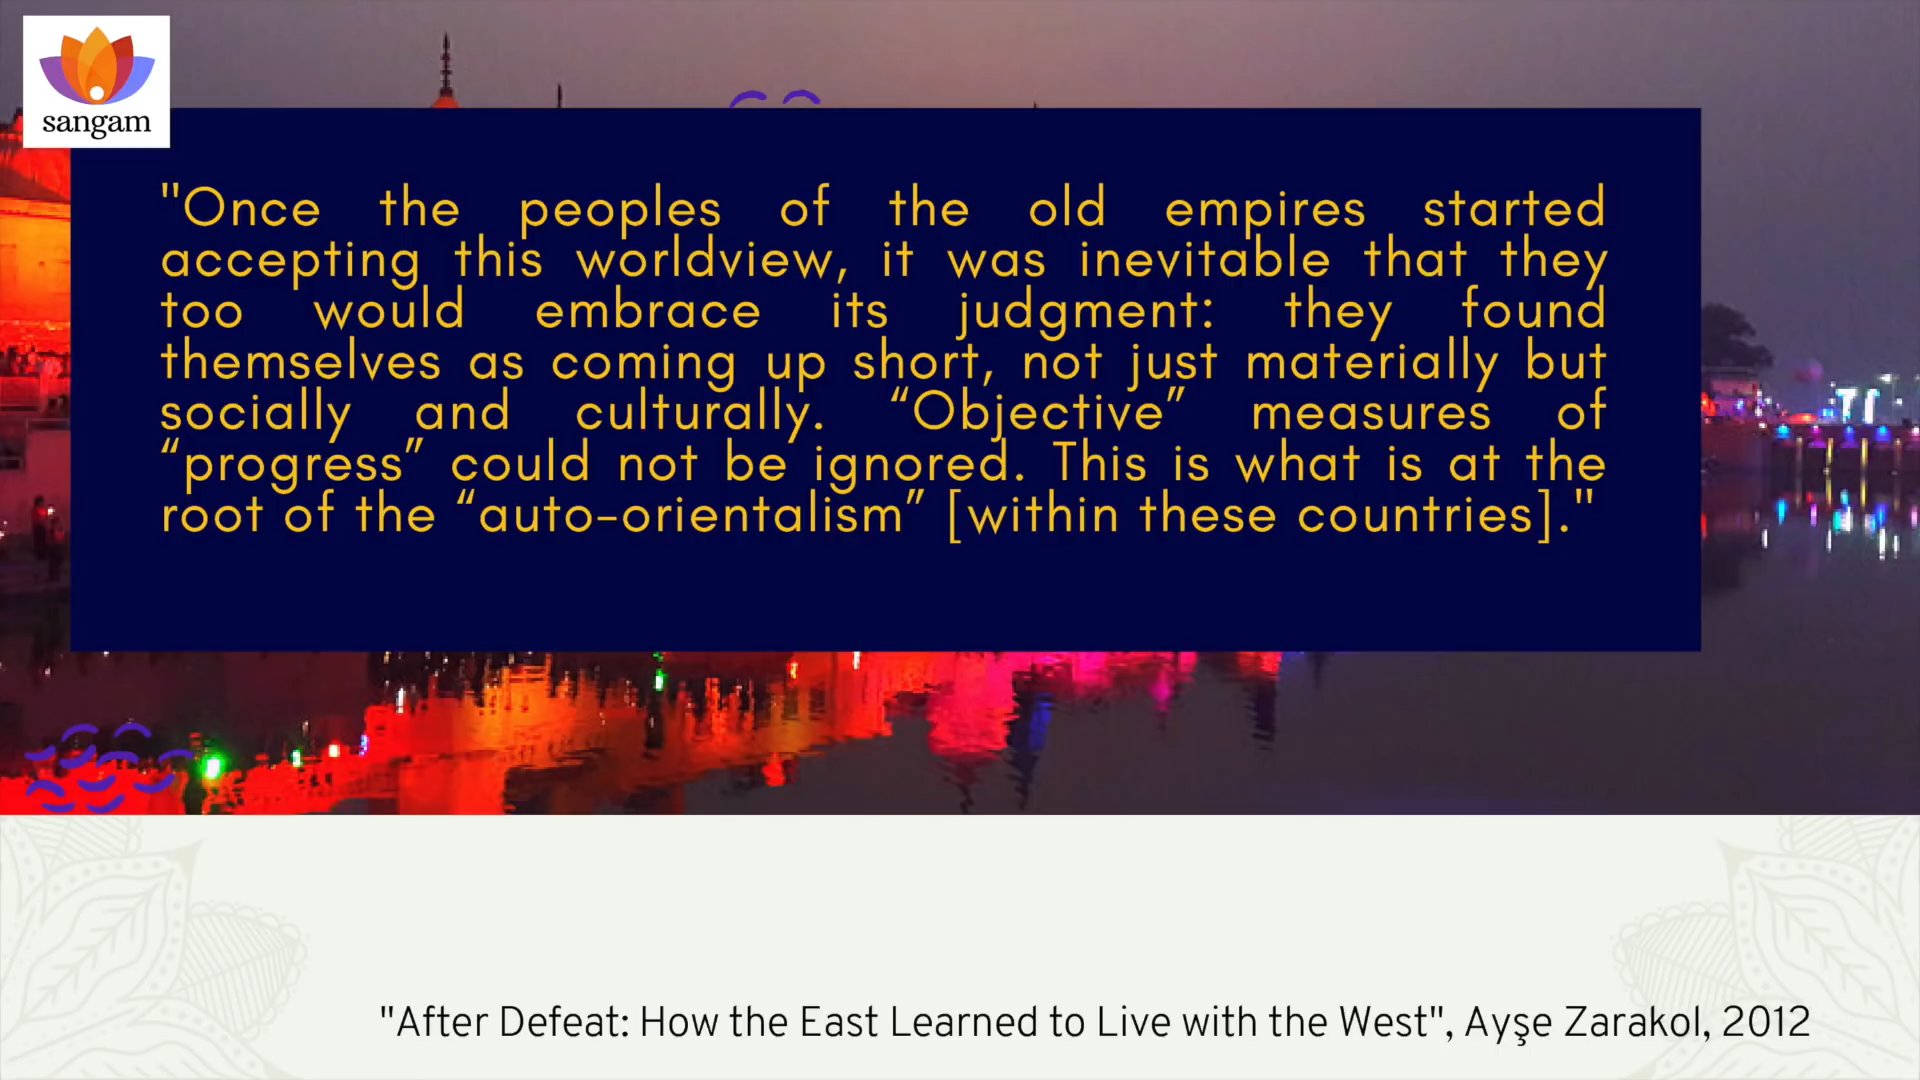 sangam
"Once the peoples of the old empires started
accepting this worldview, it was inevitable that they
too would embrace its judgment: they found
themselves as coming up short, not just materially but
socially and culturally. “Objective” measures of
“progress” could not be ignored. This is what is at the
root of the “auto-orientalism” [within these countries]."
"After Defeat: How the East Learned to Live with the West", Ayşe Zarakol, 2012